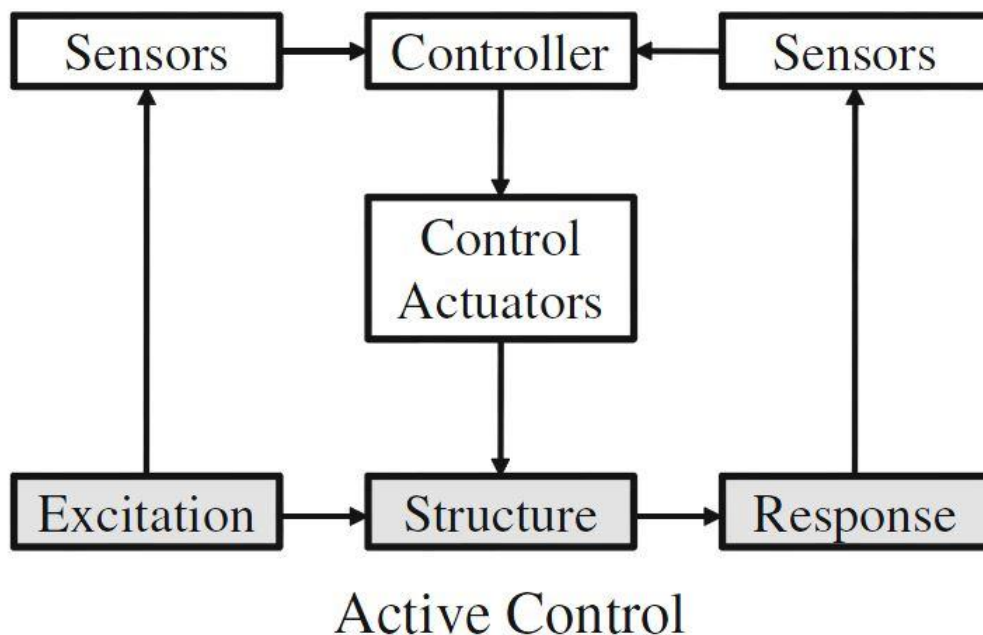 Sensors
Controller
Sensors
Control
Actuators
Excitation
Structure
Response
Active Control